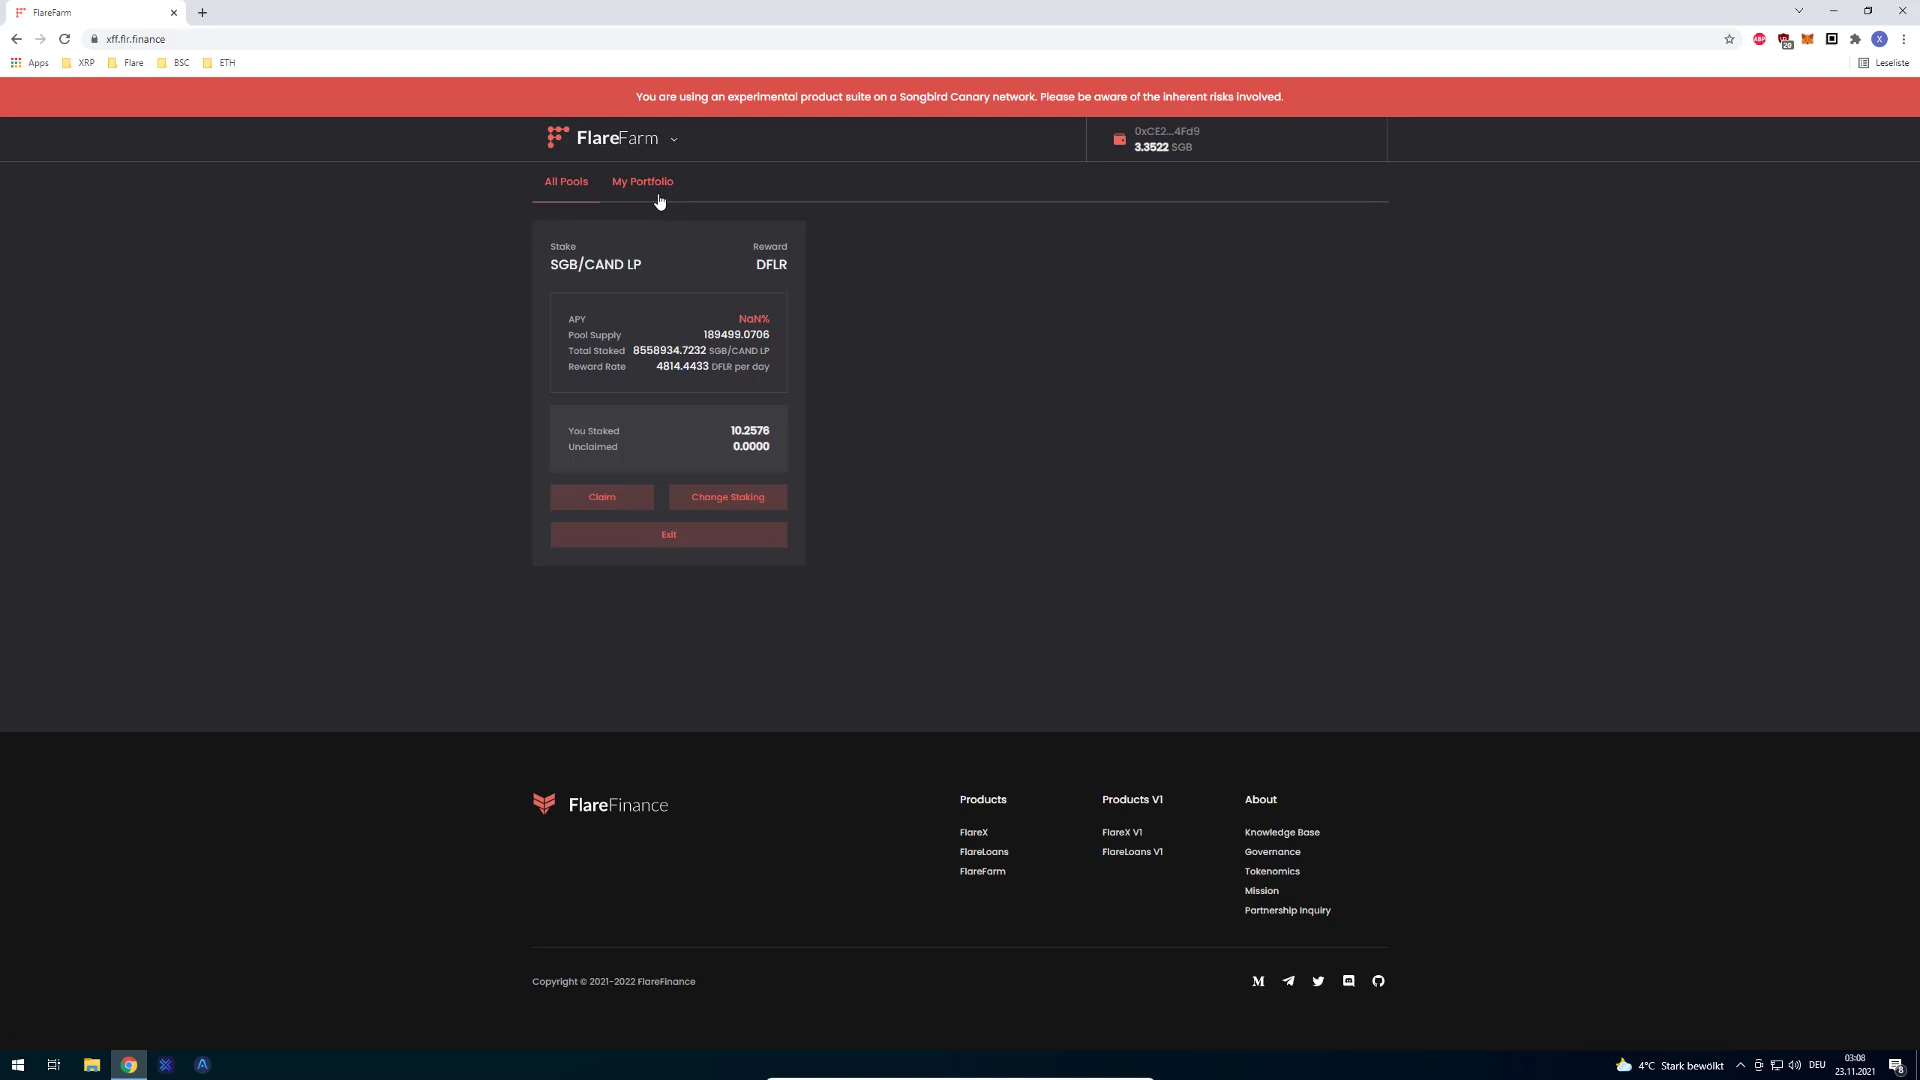 FlareFarm
xff.flr.finance
ABP
20
X
Apps
XRP
Flare
BSC
ETH
Leseliste
You are using an experimental product suite on a Songbird Canary network. Please be aware of the inherent risks involved.
FlareFarm
0xCE2...4Fd9
3.3522 SGB
All Pools
My Portfolio
Stake
Reward
SGB/CAND LP
DFLR
APY
NaN%
Pool Supply
189499.0706
Total Staked
8558934.7232 SGB/CAND LP
Reward Rate
4814.4433 DFLR per day
You Staked
10.2576
Unclaimed
0.0000
Claim
Change Staking
Exit
FlareFinance
Products
Products V1
About
FlareX
FlareX V1
Knowledge Base
FlareLoans
FlareLoans V1
Governance
FlareFarm
Tokenomics
Mission
Partnership Inquiry
Copyright © 2021-2022 FlareFinance
4°C Stark bewölkt
DEU
03:08
23.11.2021
8